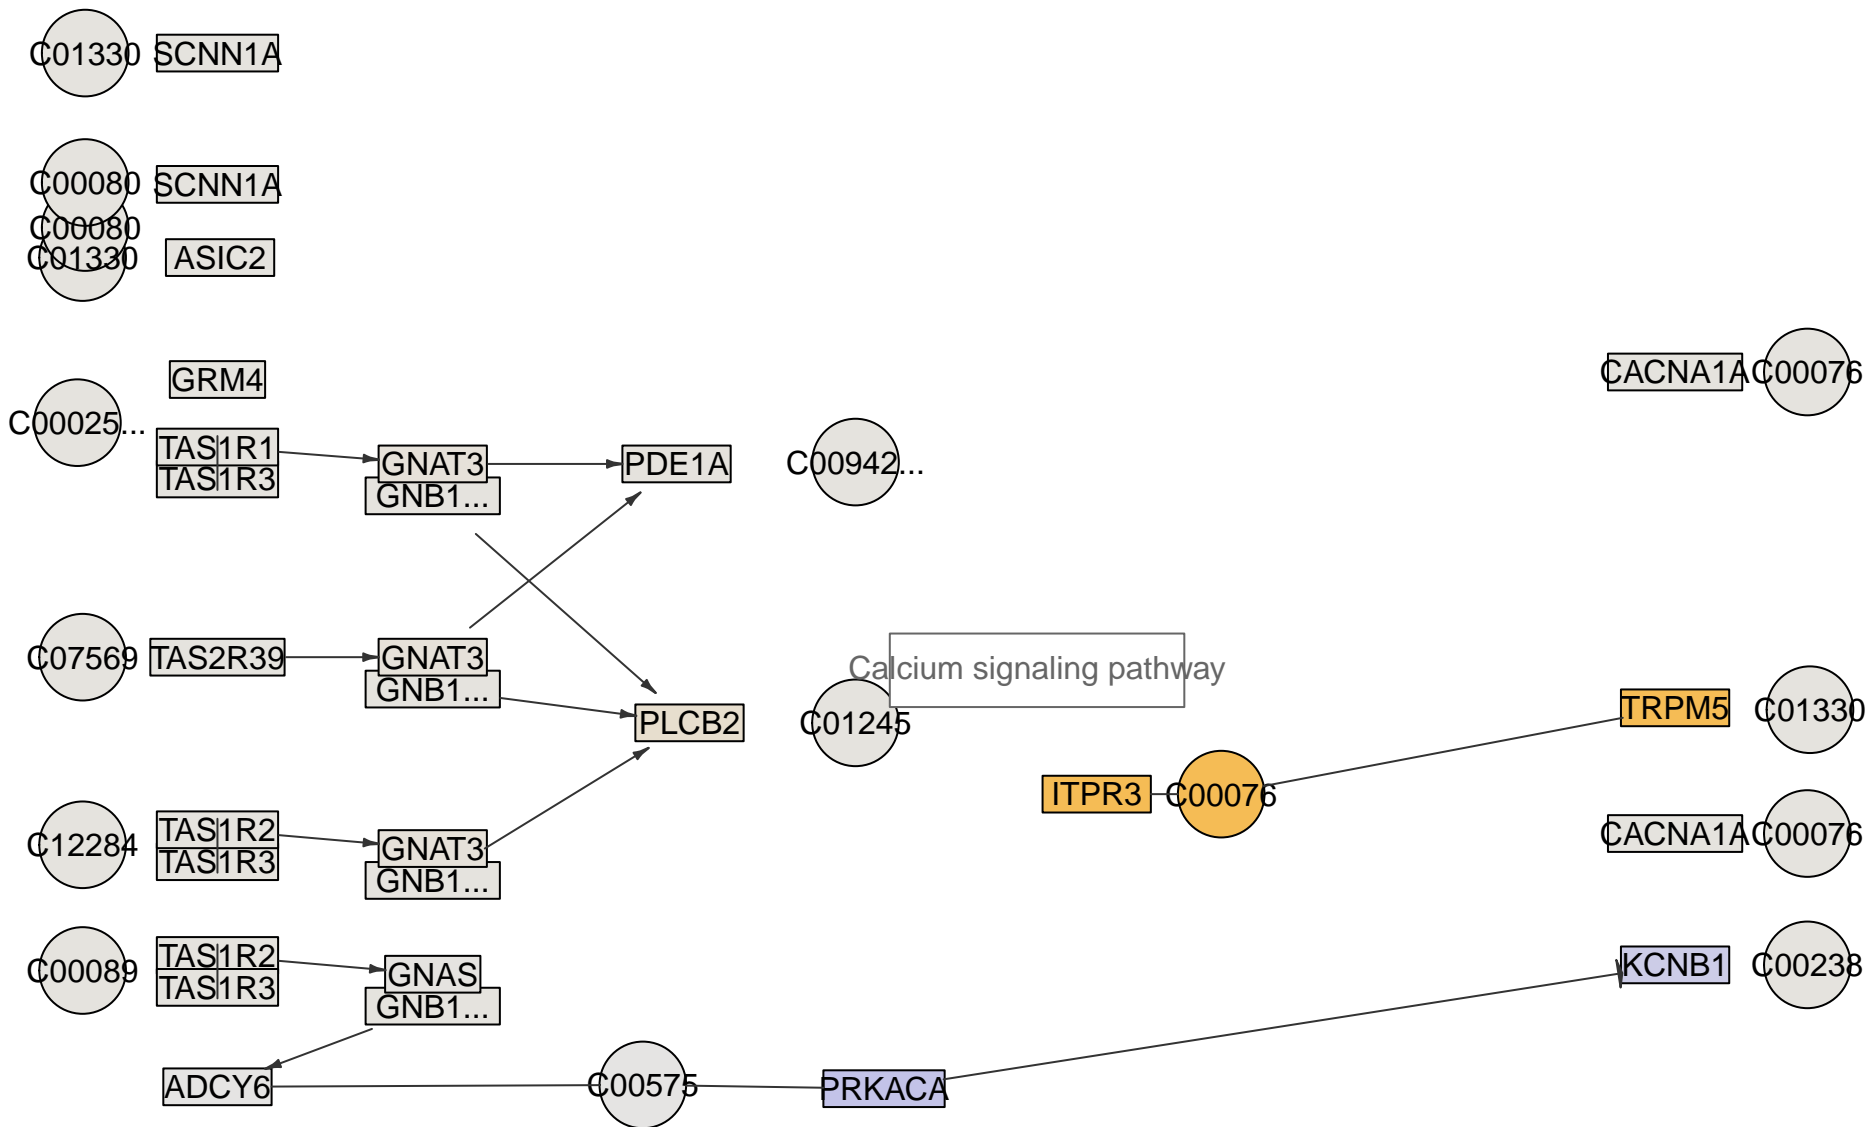 C01330 SCNN1A
C00080 SCNN1A
C00080
C01330 ASIC2
GRM4
CACNA1A C00076
C00025...
TAS1R1
TAS1R3
GNAT3
GNB1...
PDE1A
C00942...
C07569 TAS2R39
GNAT3
GNB1...
Calcium signaling pathway
PLCB2
C01245
TRPM5 C01330
ITPR3 C00076
C12284
TAS1R2
TAS1R3
GNAT3
GNB1...
CACNA1A C00076
C00089
TAS1R2
TAS1R3
GNAS
GNB1...
KCNB1 C00238
ADCY6 C00575 PRKACA